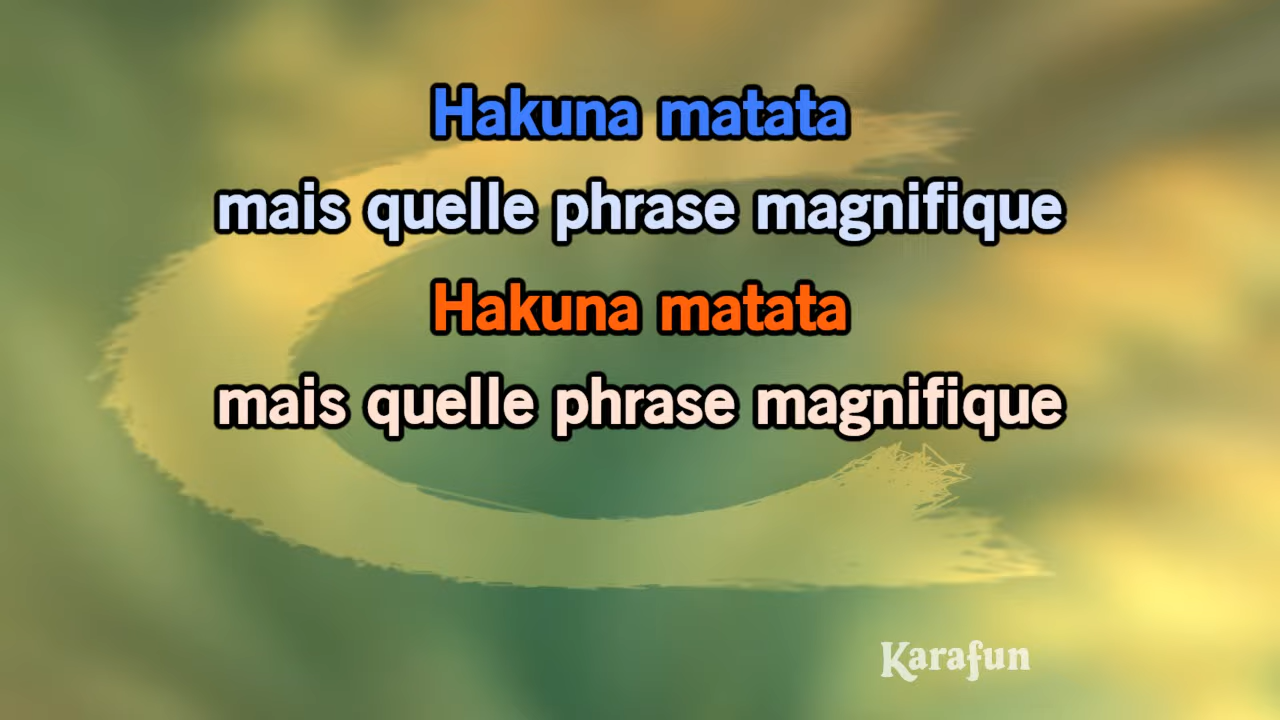 Hakuna matata
mais quelle phrase magnifique
Hakuna matata
mais quelle phrase magnifique
Karafun